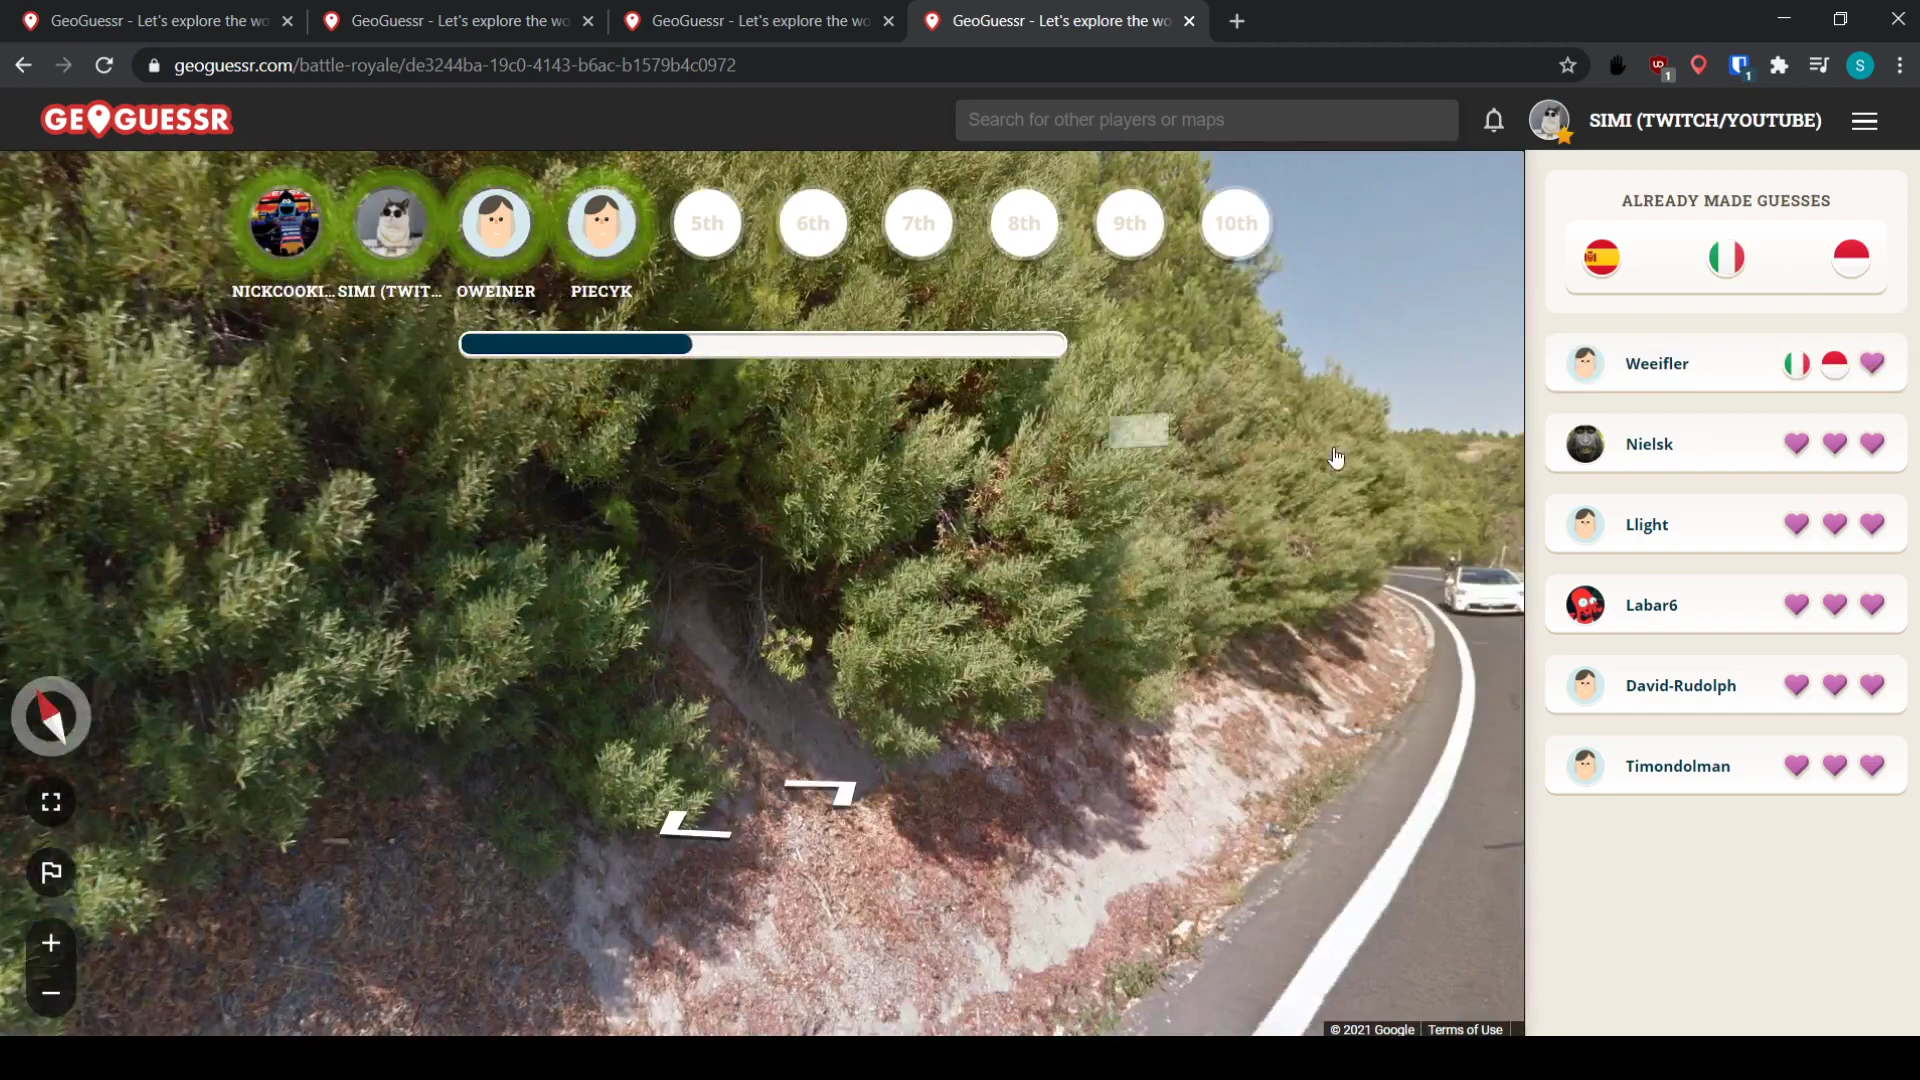 GeoGuessr - Let's explore the wo
GeoGuessr - Let's explore the wo
GeoGuessr - Let's explore the wo
GeoGuessr - Let's explore the wo
geoguessr.com/battle-royale/de3244ba-19c0-4143-b6ac-b1579b4c0972
UD
1
1
S
GEOGUESSR
Search for other players or maps
SIMI (TWITCH/YOUTUBE)
5th
6th
7th
8th
9th
10th
NICKCOOKI... SIMI (TWIT... OWEINER PIECYK
ALREADY MADE GUESSES
Weeifler
Nielsk
Llight
Labar6
David-Rudolph
Timondolman
© 2021 Google
Terms of Use